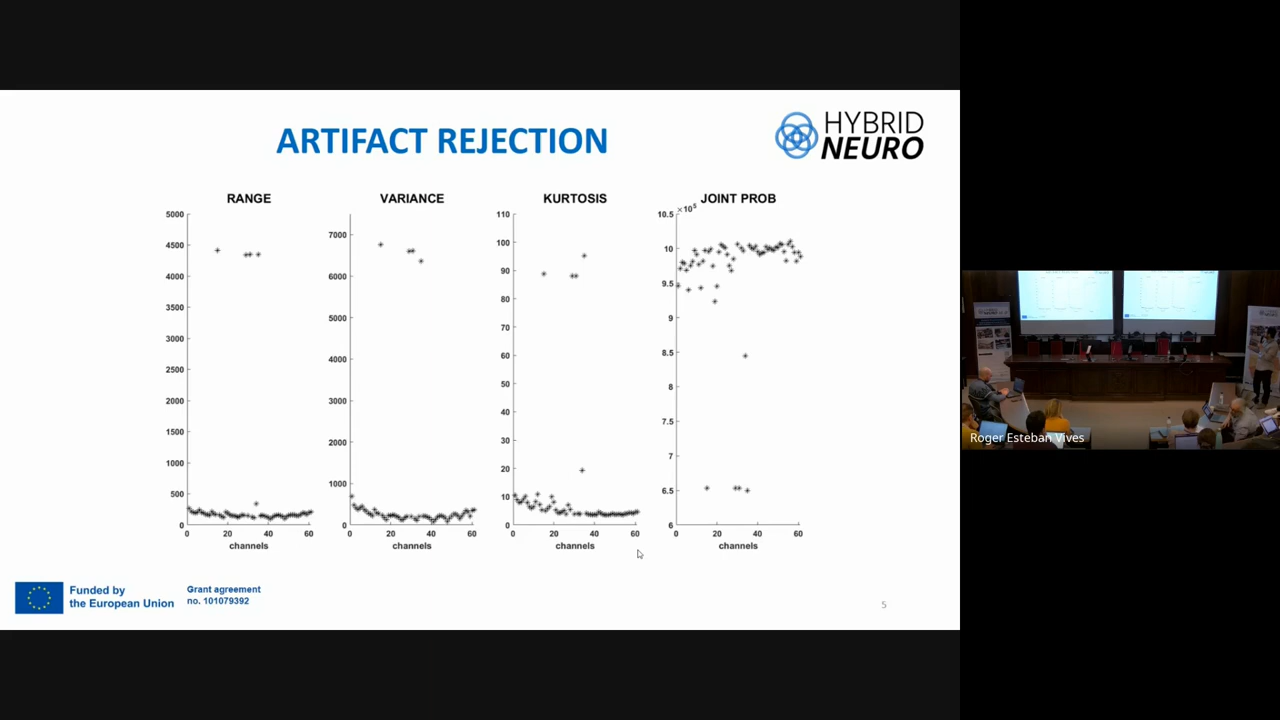 ARTIFACT REJECTION
HYBRID
NEURO
RANGE
5000
4500
4000
3500
3000
2500
2000
1500
1000
500
0
0 20 40 60
channels
VARIANCE
7000
6000
5000
4000
3000
2000
1000
0
0 20 40 60
channels
KURTOSIS
110
100
90
80
70
60
50
40
30
20
10
0
0 20 40 60
channels
JOINT PROB
×10⁵
10.5
10
9.5
9
8.5
8
7.5
7
6.5
6
0 20 40 60
channels
Funded by
the European Union
Grant agreement
no. 101079392
5
Roger Esteban Vives